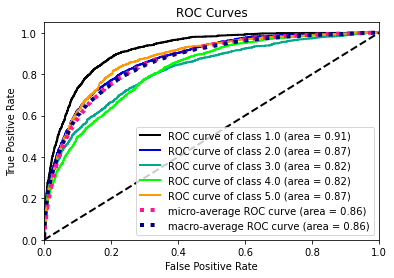 ROC Curves
True Positive Rate
1.0
0.8
0.6
0.4
0.2
0.0
ROC curve of class 1.0 (area = 0.91)
ROC curve of class 2.0 (area = 0.87)
ROC curve of class 3.0 (area = 0.82)
ROC curve of class 4.0 (area = 0.82)
ROC curve of class 5.0 (area = 0.87)
micro-average ROC curve (area = 0.86)
macro-average ROC curve (area = 0.86)
0.0 0.2 0.4 0.6 0.8 1.0
False Positive Rate